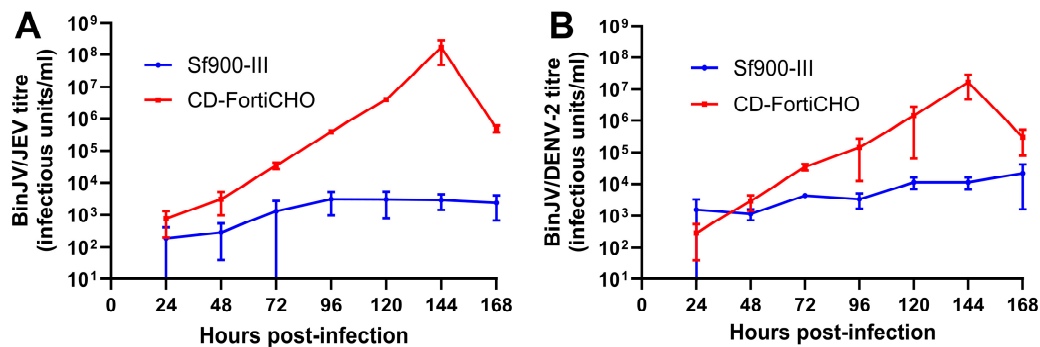 A
BinJV/JEV titre
(infectious units/ml)
10⁹
10⁸
10⁷
10⁶
10⁵
10⁴
10³
10²
10¹
Sf900-III
CD-FortiCHO
0 24 48 72 96 120 144 168
Hours post-infection
B
BinJV/DENV-2 titre
(infectious units/ml)
10⁹
10⁸
10⁷
10⁶
10⁵
10⁴
10³
10²
10¹
Sf900-III
CD-FortiCHO
0 24 48 72 96 120 144 168
Hours post-infection